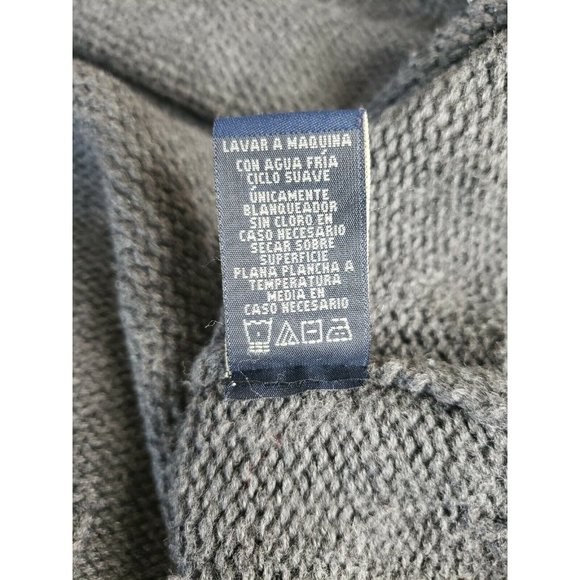 LAVAR A MAQUINA
CON AGUA FRÍA
CICLO SUAVE
ÚNICAMENTE
BLANQUEADOR
SIN CLORO EN
CASO NECESARIO
SECAR SOBRE
SUPERFICIE
PLANA PLANCHA A
TEMPERATURA
MEDIA EN
CASO NECESARIO